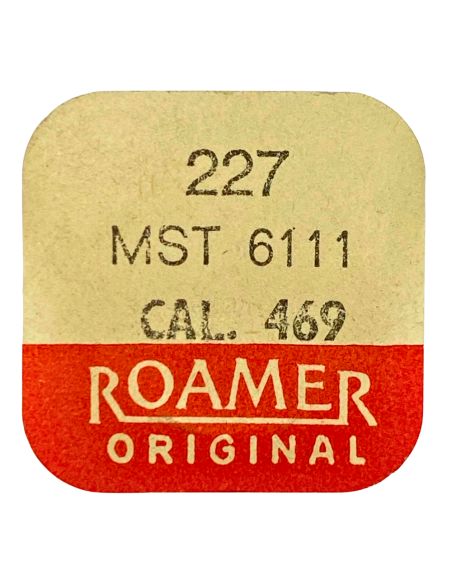 227
MST 6111
CAL. 469
ROAMER
ORIGINAL